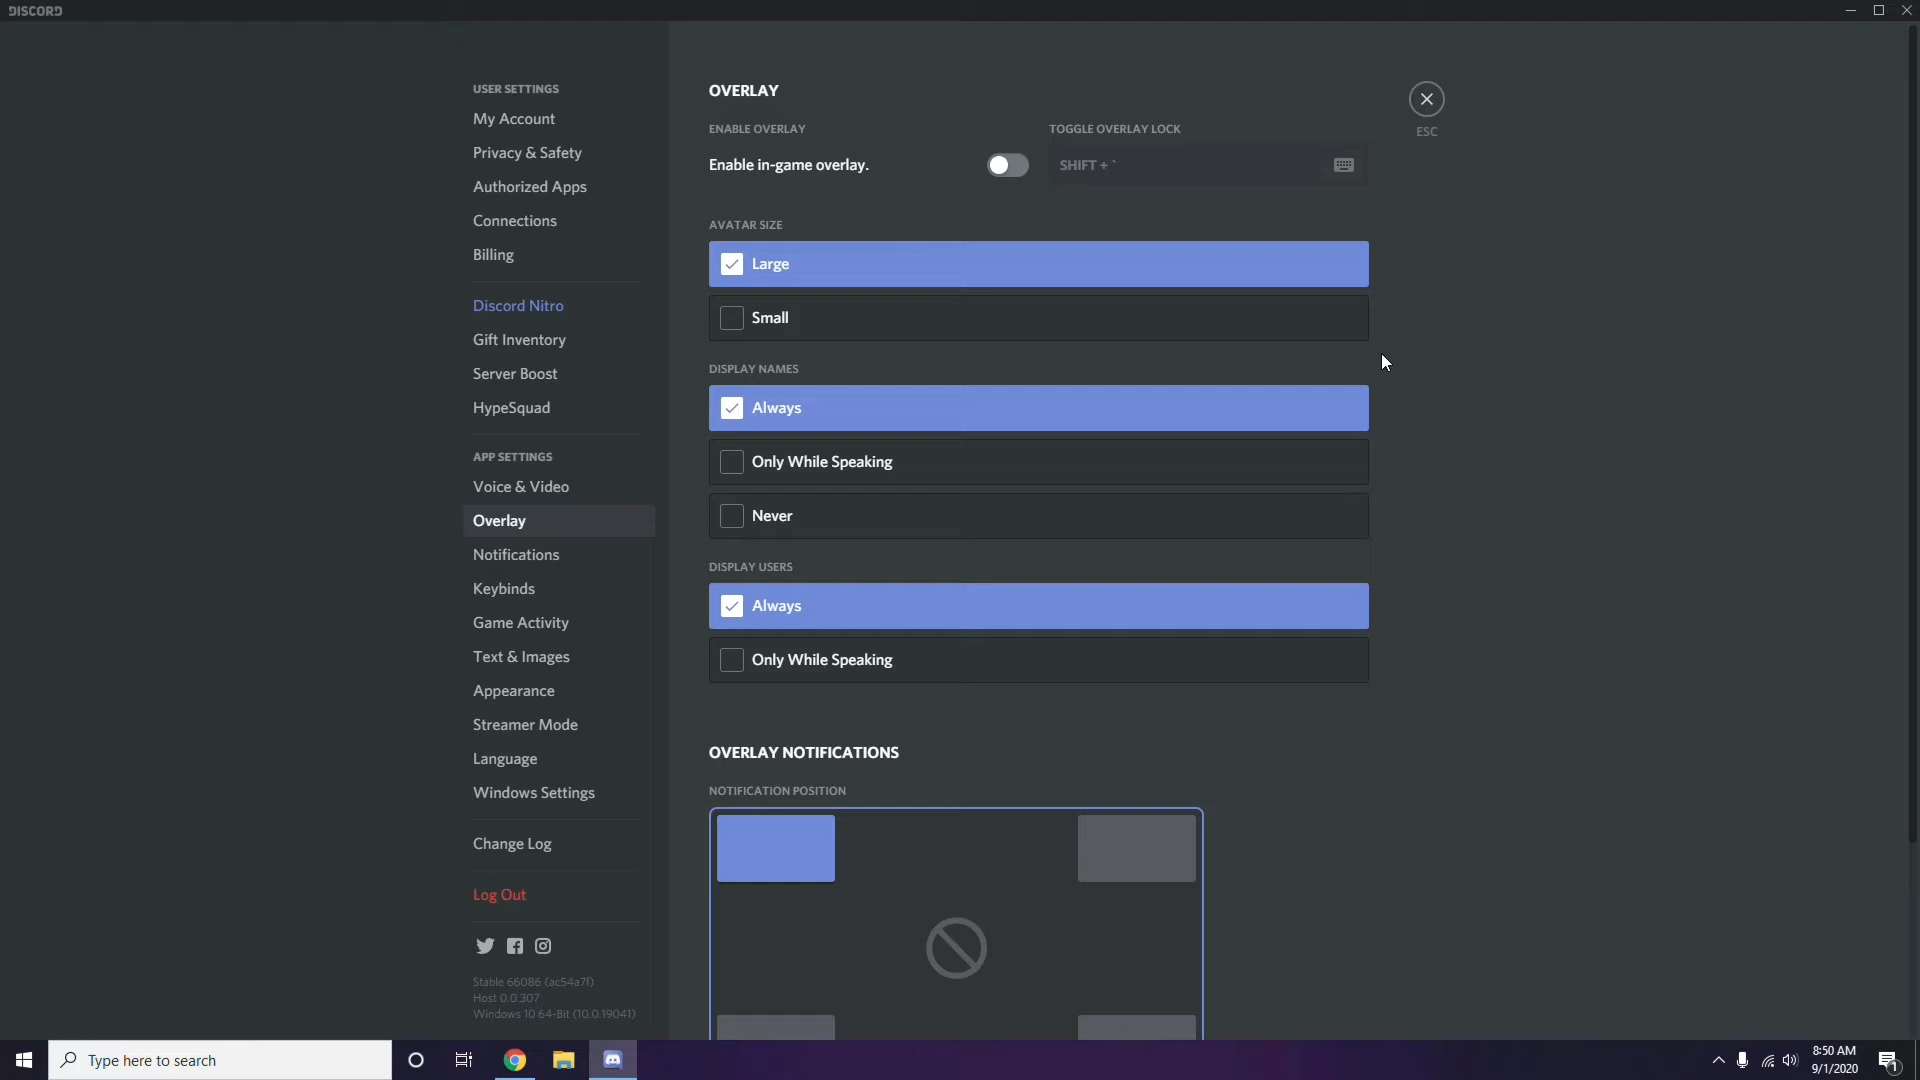 DISCORD
USER SETTINGS
My Account
Privacy & Safety
Authorized Apps
Connections
Billing
Discord Nitro
Gift Inventory
Server Boost
HypeSquad
APP SETTINGS
Voice & Video
Overlay
Notifications
Keybinds
Game Activity
Text & Images
Appearance
Streamer Mode
Language
Windows Settings
Change Log
Log Out
Stable 66086 (ac54a7f)
Host 0.0.307
Windows 10 64-Bit (10.0.19041)
OVERLAY
ENABLE OVERLAY
Enable in-game overlay.
TOGGLE OVERLAY LOCK
SHIFT + `
ESC
AVATAR SIZE
Large
Small
DISPLAY NAMES
Always
Only While Speaking
Never
DISPLAY USERS
Always
Only While Speaking
OVERLAY NOTIFICATIONS
NOTIFICATION POSITION
Type here to search
8:50 AM
9/1/2020
1